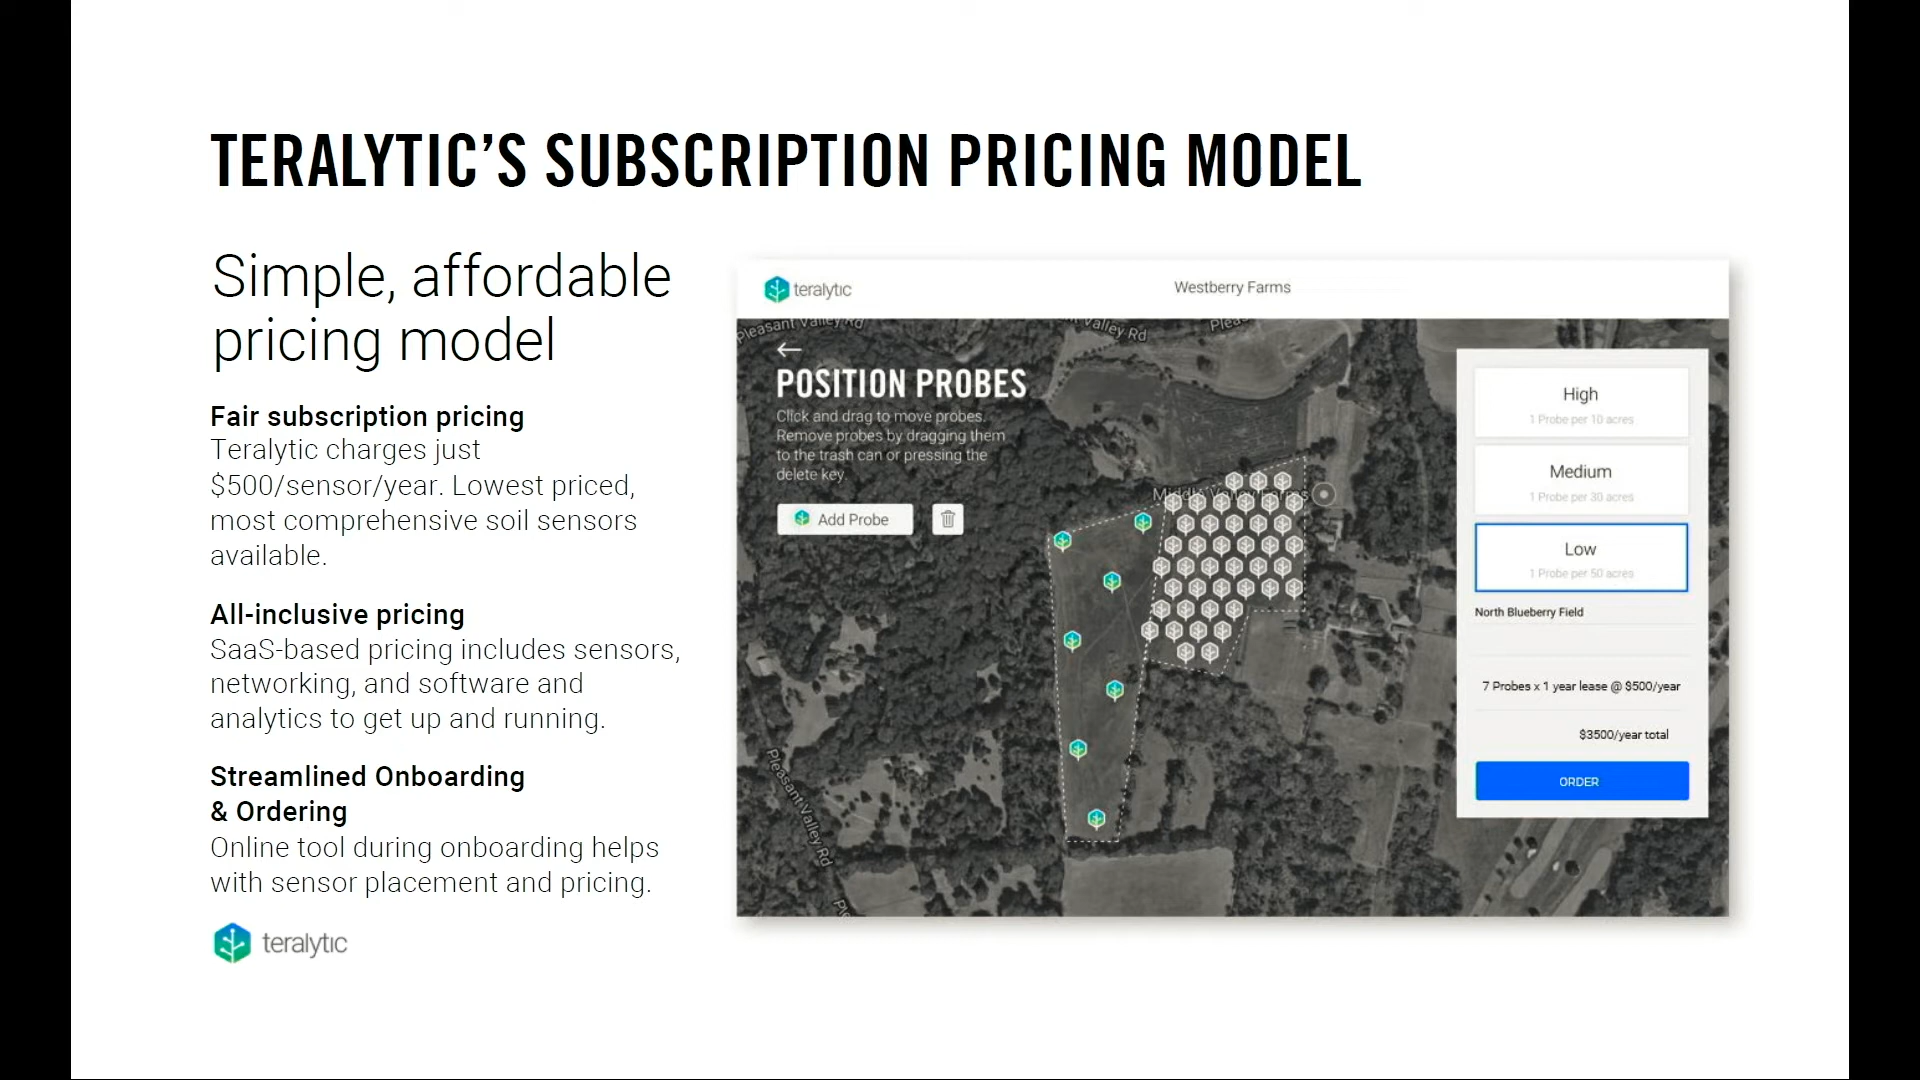 TERALYTIC’S SUBSCRIPTION PRICING MODEL
Simple, affordable
pricing model
Fair subscription pricing
Teralytic charges just
$500/sensor/year. Lowest priced,
most comprehensive soil sensors
available.
All-inclusive pricing
SaaS-based pricing includes sensors,
networking, and software and
analytics to get up and running.
Streamlined Onboarding
& Ordering
Online tool during onboarding helps
with sensor placement and pricing.
teralytic
teralytic
Westberry Farms
Pleasant Valley Rd
Valley Rd
Pleas
POSITION PROBES
Click and drag to move probes.
Remove probes by dragging them
to the trash can or pressing the
delete key.
Add Probe
Middle Valley Farms
Pleasant Valley Rd
Ple
High
1 Probe per 10 acres
Medium
1 Probe per 30 acres
Low
1 Probe per 50 acres
North Blueberry Field
7 Probes x 1 year lease @ $500/year
$3500/year total
ORDER